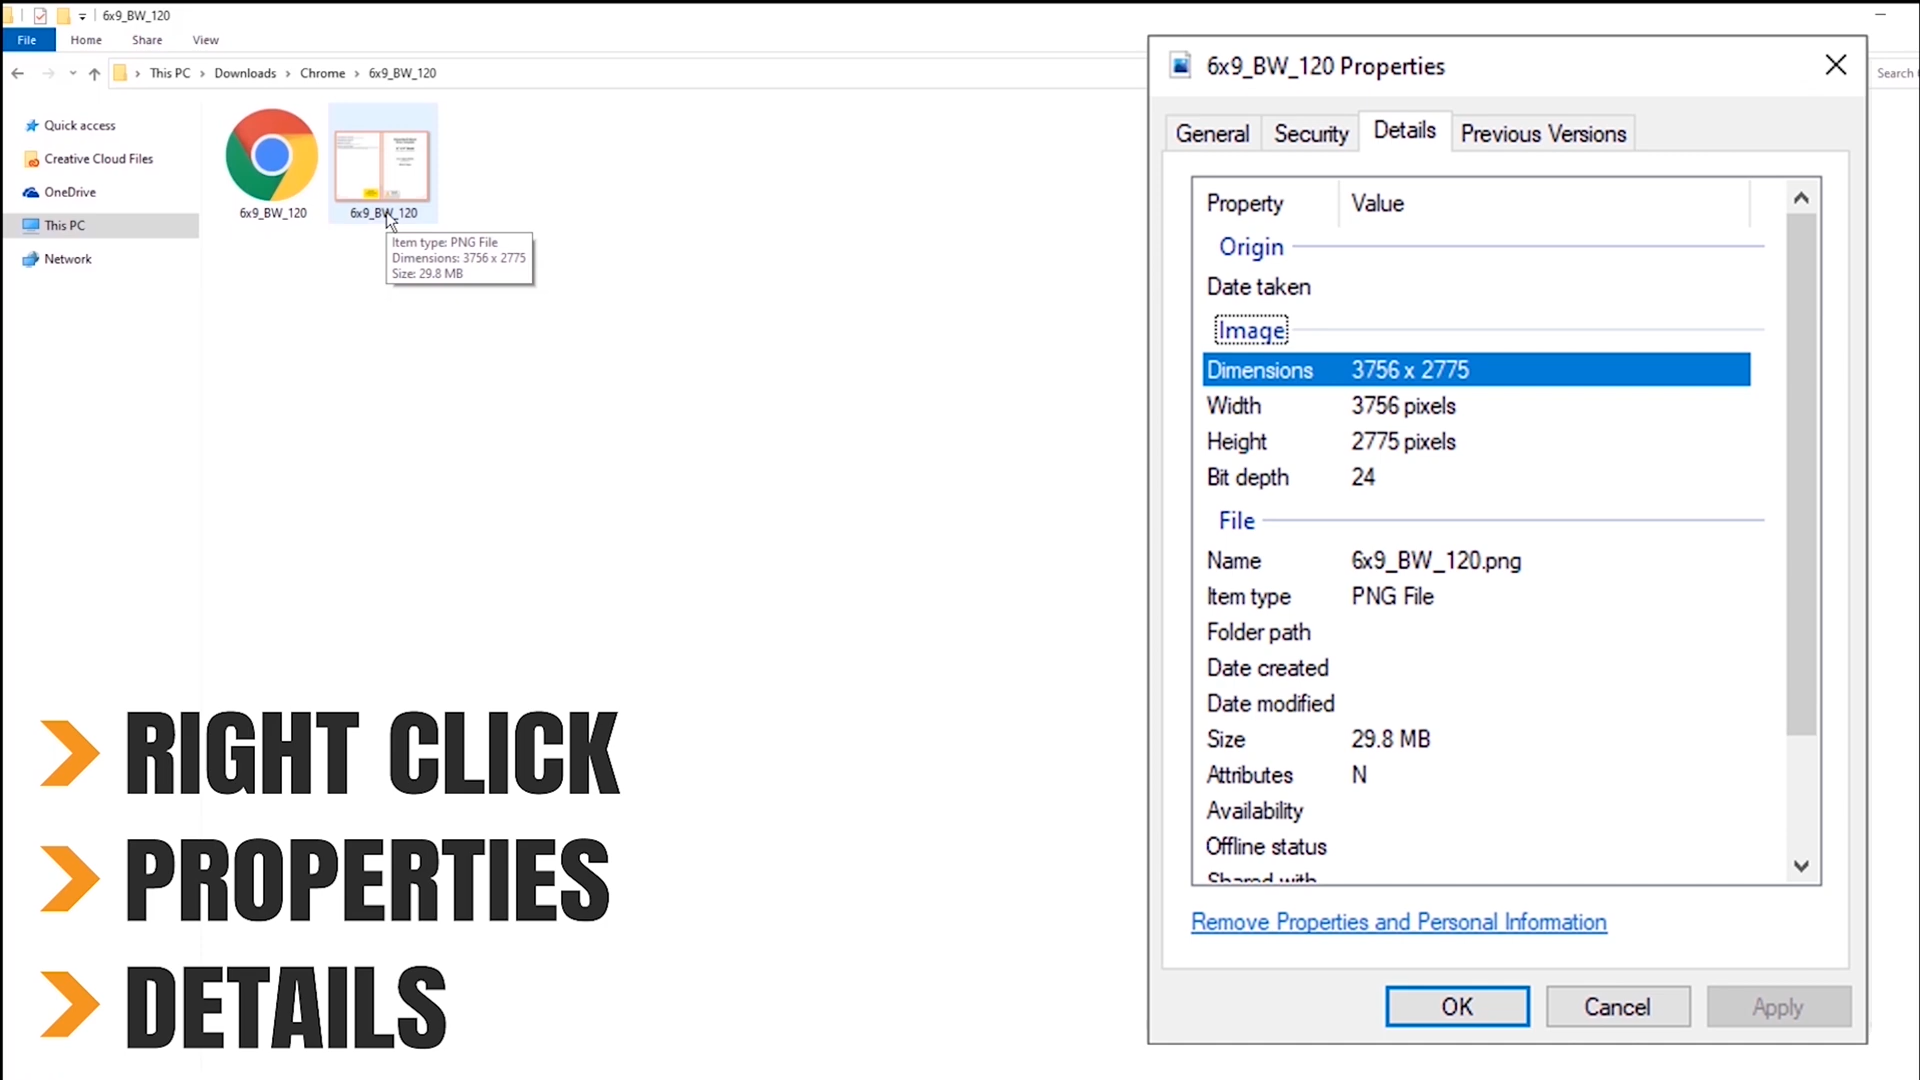 6x9_BW_120
File Home Share View
This PC Downloads Chrome 6x9_BW_120
Search
Quick access
Creative Cloud Files
OneDrive
This PC
Network
6x9_BW_120
6x9_BW_120
Item type: PNG File
Dimensions: 3756 x 2775
Size: 29.8 MB
RIGHT CLICK
PROPERTIES
DETAILS
6x9_BW_120 Properties
General Security Details Previous Versions
Property Value
Origin
Date taken
Image
Dimensions 3756 x 2775
Width 3756 pixels
Height 2775 pixels
Bit depth 24
File
Name 6x9_BW_120.png
Item type PNG File
Folder path
Date created
Date modified
Size 29.8 MB
Attributes N
Availability
Offline status
Shared with
Remove Properties and Personal Information
OK Cancel Apply